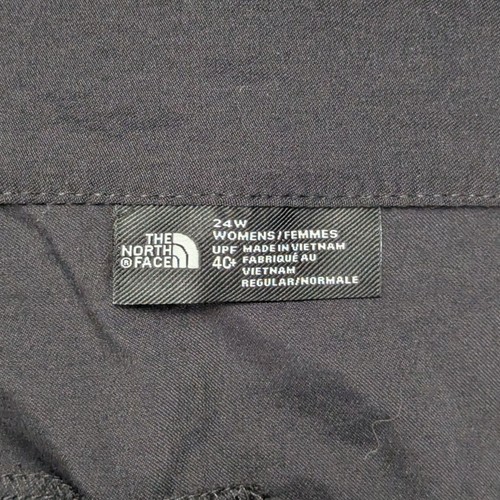 THE
NORTH
®FACE
24W
WOMENS/FEMMES
UPF MADE IN VIETNAM
40+ FABRIQUÉ AU
VIETNAM
REGULAR/NORMALE